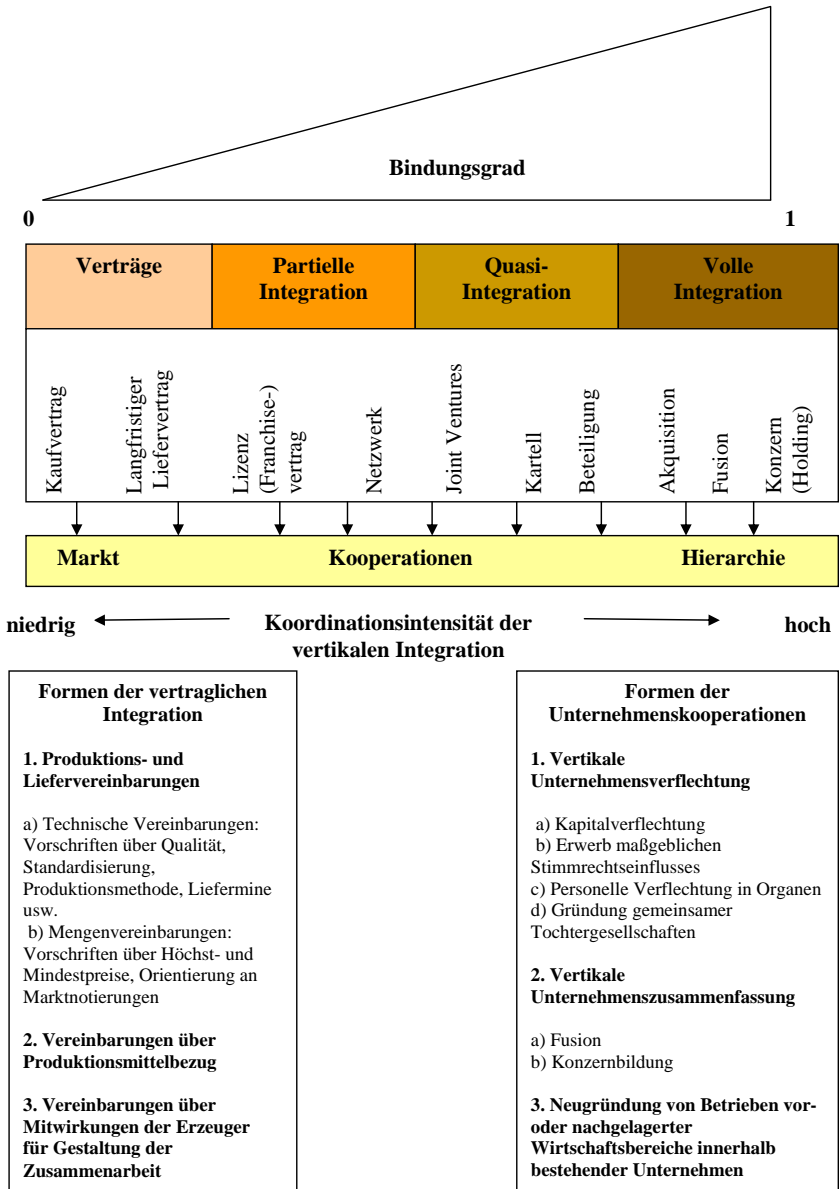 Bindungsgrad
0
1
Verträge
Partielle
Integration
Quasi-
Integration
Volle
Integration
Kaufvertrag
Langfristiger
Liefervertrag
Lizenz
(Franchise-)
vertrag
Netzwerk
Joint Ventures
Kartell
Beteiligung
Akquisition
Fusion
Konzern
(Holding)
Markt
Kooperationen
Hierarchie
niedrig
Koordinationsintensität der
vertikalen Integration
hoch
Formen der vertraglichen
Integration
1. Produktions- und
Liefervereinbarungen
a) Technische Vereinbarungen:
Vorschriften über Qualität,
Standardisierung,
Produktionsmethode, Liefermine
usw.
b) Mengenvereinbarungen:
Vorschriften über Höchst- und
Mindestpreise, Orientierung an
Marktnotierungen
2. Vereinbarungen über
Produktionsmittelbezug
3. Vereinbarungen über
Mitwirkungen der Erzeuger
für Gestaltung der
Zusammenarbeit
Formen der
Unternehmenskooperationen
1. Vertikale
Unternehmensverflechtung
a) Kapitalverflechtung
b) Erwerb maßgeblichen
Stimmrechtseinflusses
c) Personelle Verflechtung in Organen
d) Gründung gemeinsamer
Tochtergesellschaften
2. Vertikale
Unternehmenszusammenfassung
a) Fusion
b) Konzernbildung
3. Neugründung von Betrieben vor-
oder nachgelagerter
Wirtschaftsbereiche innerhalb
bestehender Unternehmen